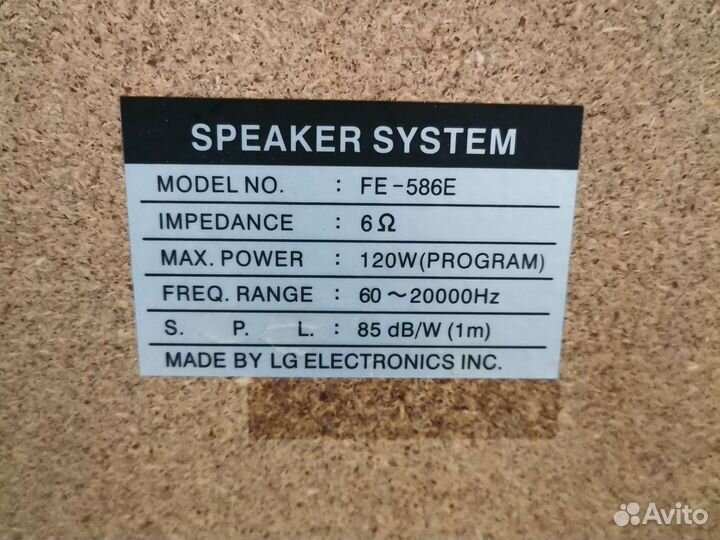 SPEAKER SYSTEM
MODEL NO. : FE-586E
IMPEDANCE : 6Ω
MAX. POWER : 120W(PROGRAM)
FREQ. RANGE : 60~20000Hz
S. P. L. : 85 dB/W (1m)
MADE BY LG ELECTRONICS INC.
Avito